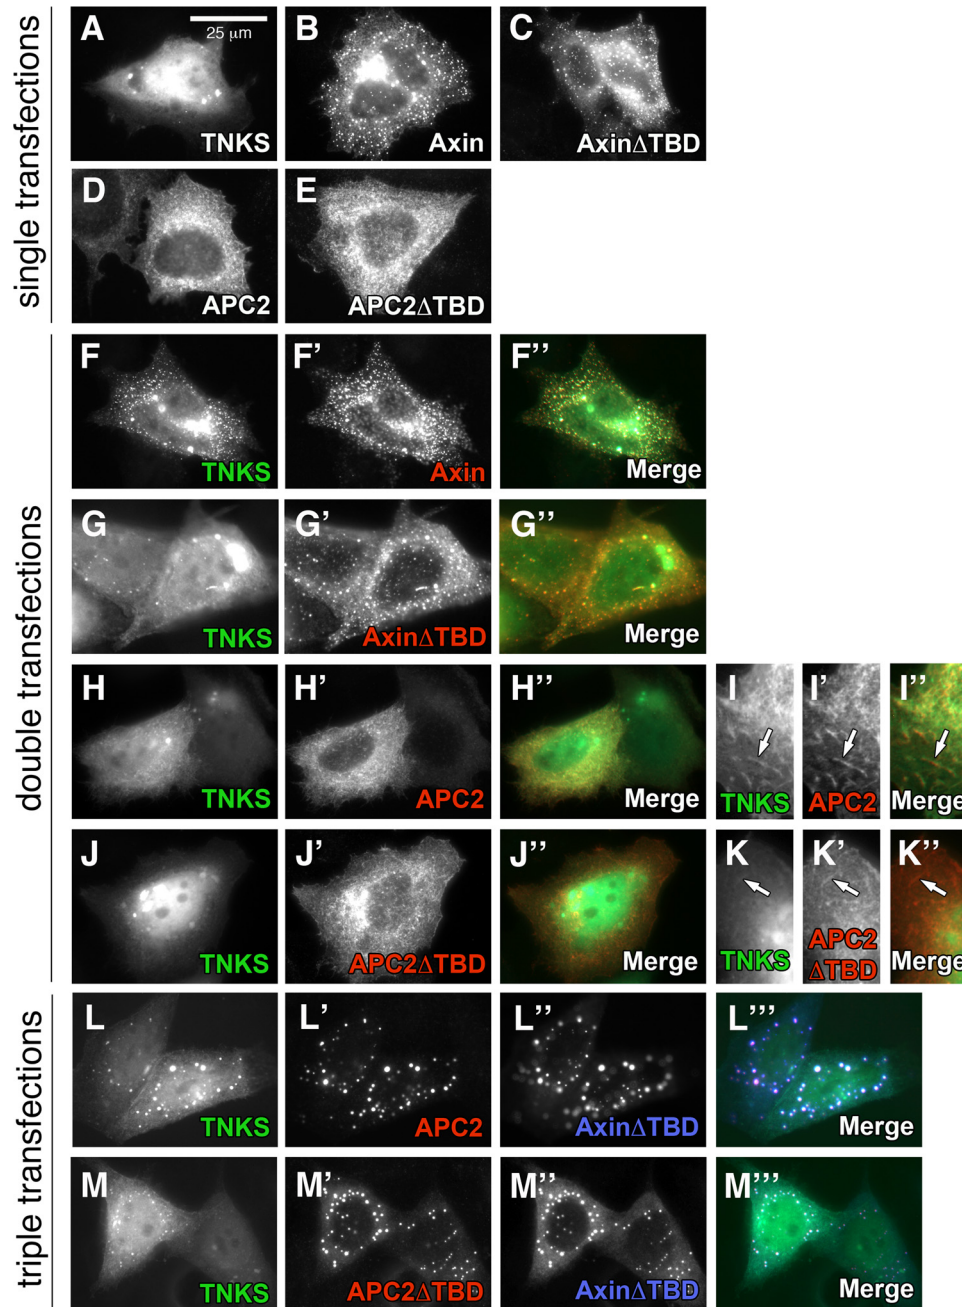 single transfections
A
25 μm
TNKS
B
Axin
C
AxinΔTBD
D
APC2
E
APC2ΔTBD
double transfections
F
TNKS
F’
Axin
F’’
Merge
G
TNKS
G’
AxinΔTBD
G’’
Merge
H
TNKS
H’
APC2
H’’
Merge
I
TNKS
I’
APC2
I’’
Merge
J
TNKS
J’
APC2ΔTBD
J’’
Merge
K
TNKS
K’
APC2
ΔTBD
K’’
Merge
triple transfections
L
TNKS
L’
APC2
L’’
AxinΔTBD
L’’’
Merge
M
TNKS
M’
APC2ΔTBD
M’’
AxinΔTBD
M’’’
Merge